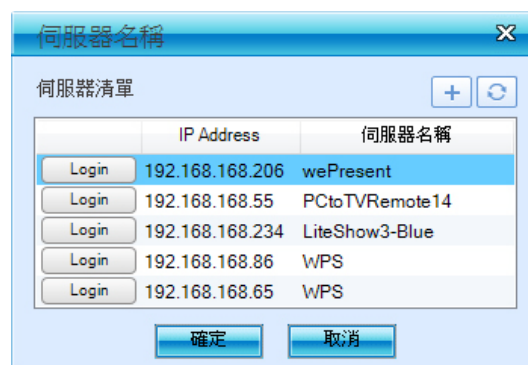 伺服器名稱
伺服器清單
IP Address 伺服器名稱
Login 192.168.168.206 wePresent
Login 192.168.168.55 PCtoTVRemote14
Login 192.168.168.234 LiteShow3-Blue
Login 192.168.168.86 WPS
Login 192.168.168.65 WPS
確定 取消